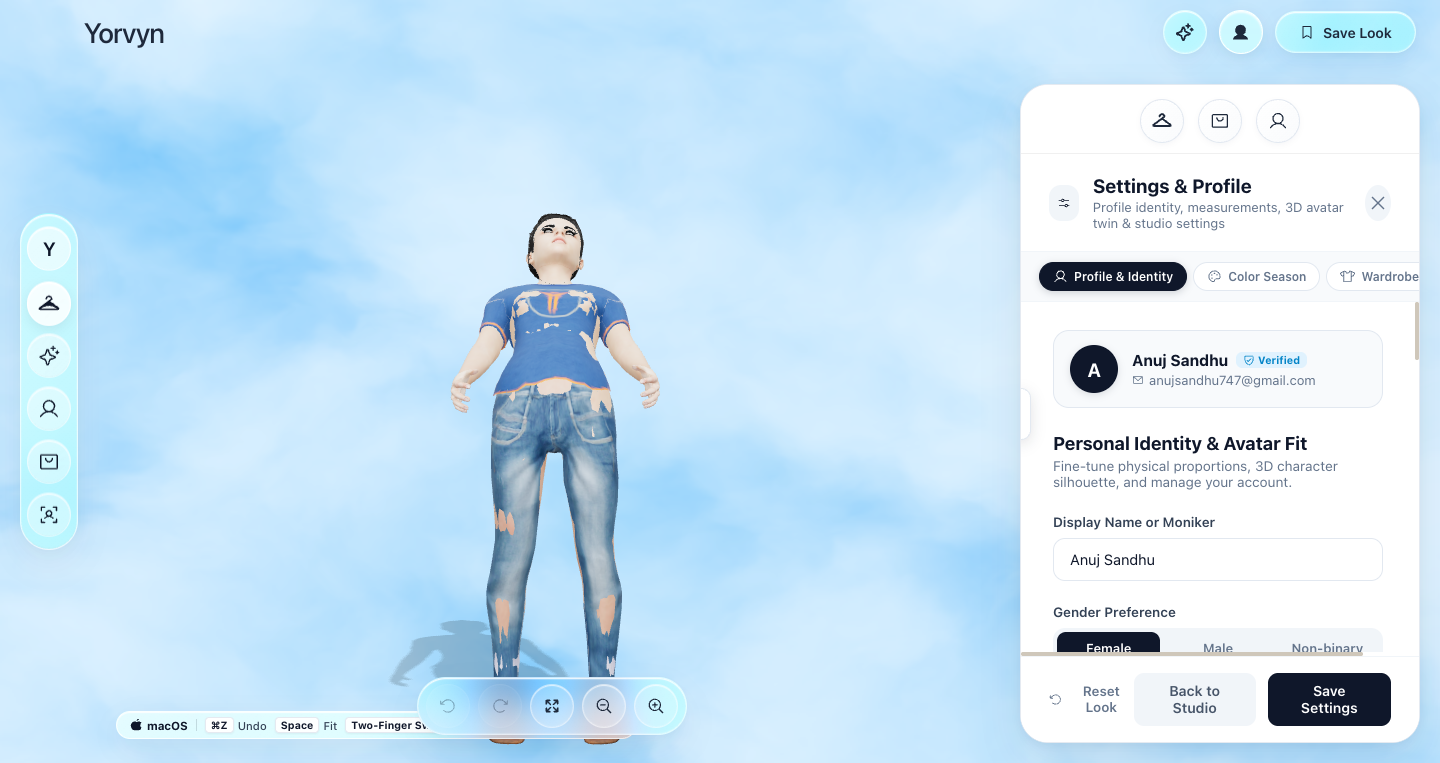 Yorvyn
Save Look
Settings & Profile
Profile identity, measurements, 3D avatar
twin & studio settings
Y
Profile & Identity
Color Season
Wardrobe
A
Anuj Sandhu
Verified
anujsandhu747@gmail.com
Personal Identity & Avatar Fit
Fine-tune physical proportions, 3D character
silhouette, and manage your account.
Display Name or Moniker
Anuj Sandhu
Gender Preference
Female
Male
Non-binary
Reset
Look
Back to
Studio
Save
Settings
macOS
⌘Z
Undo
Space
Fit
Two-Finger